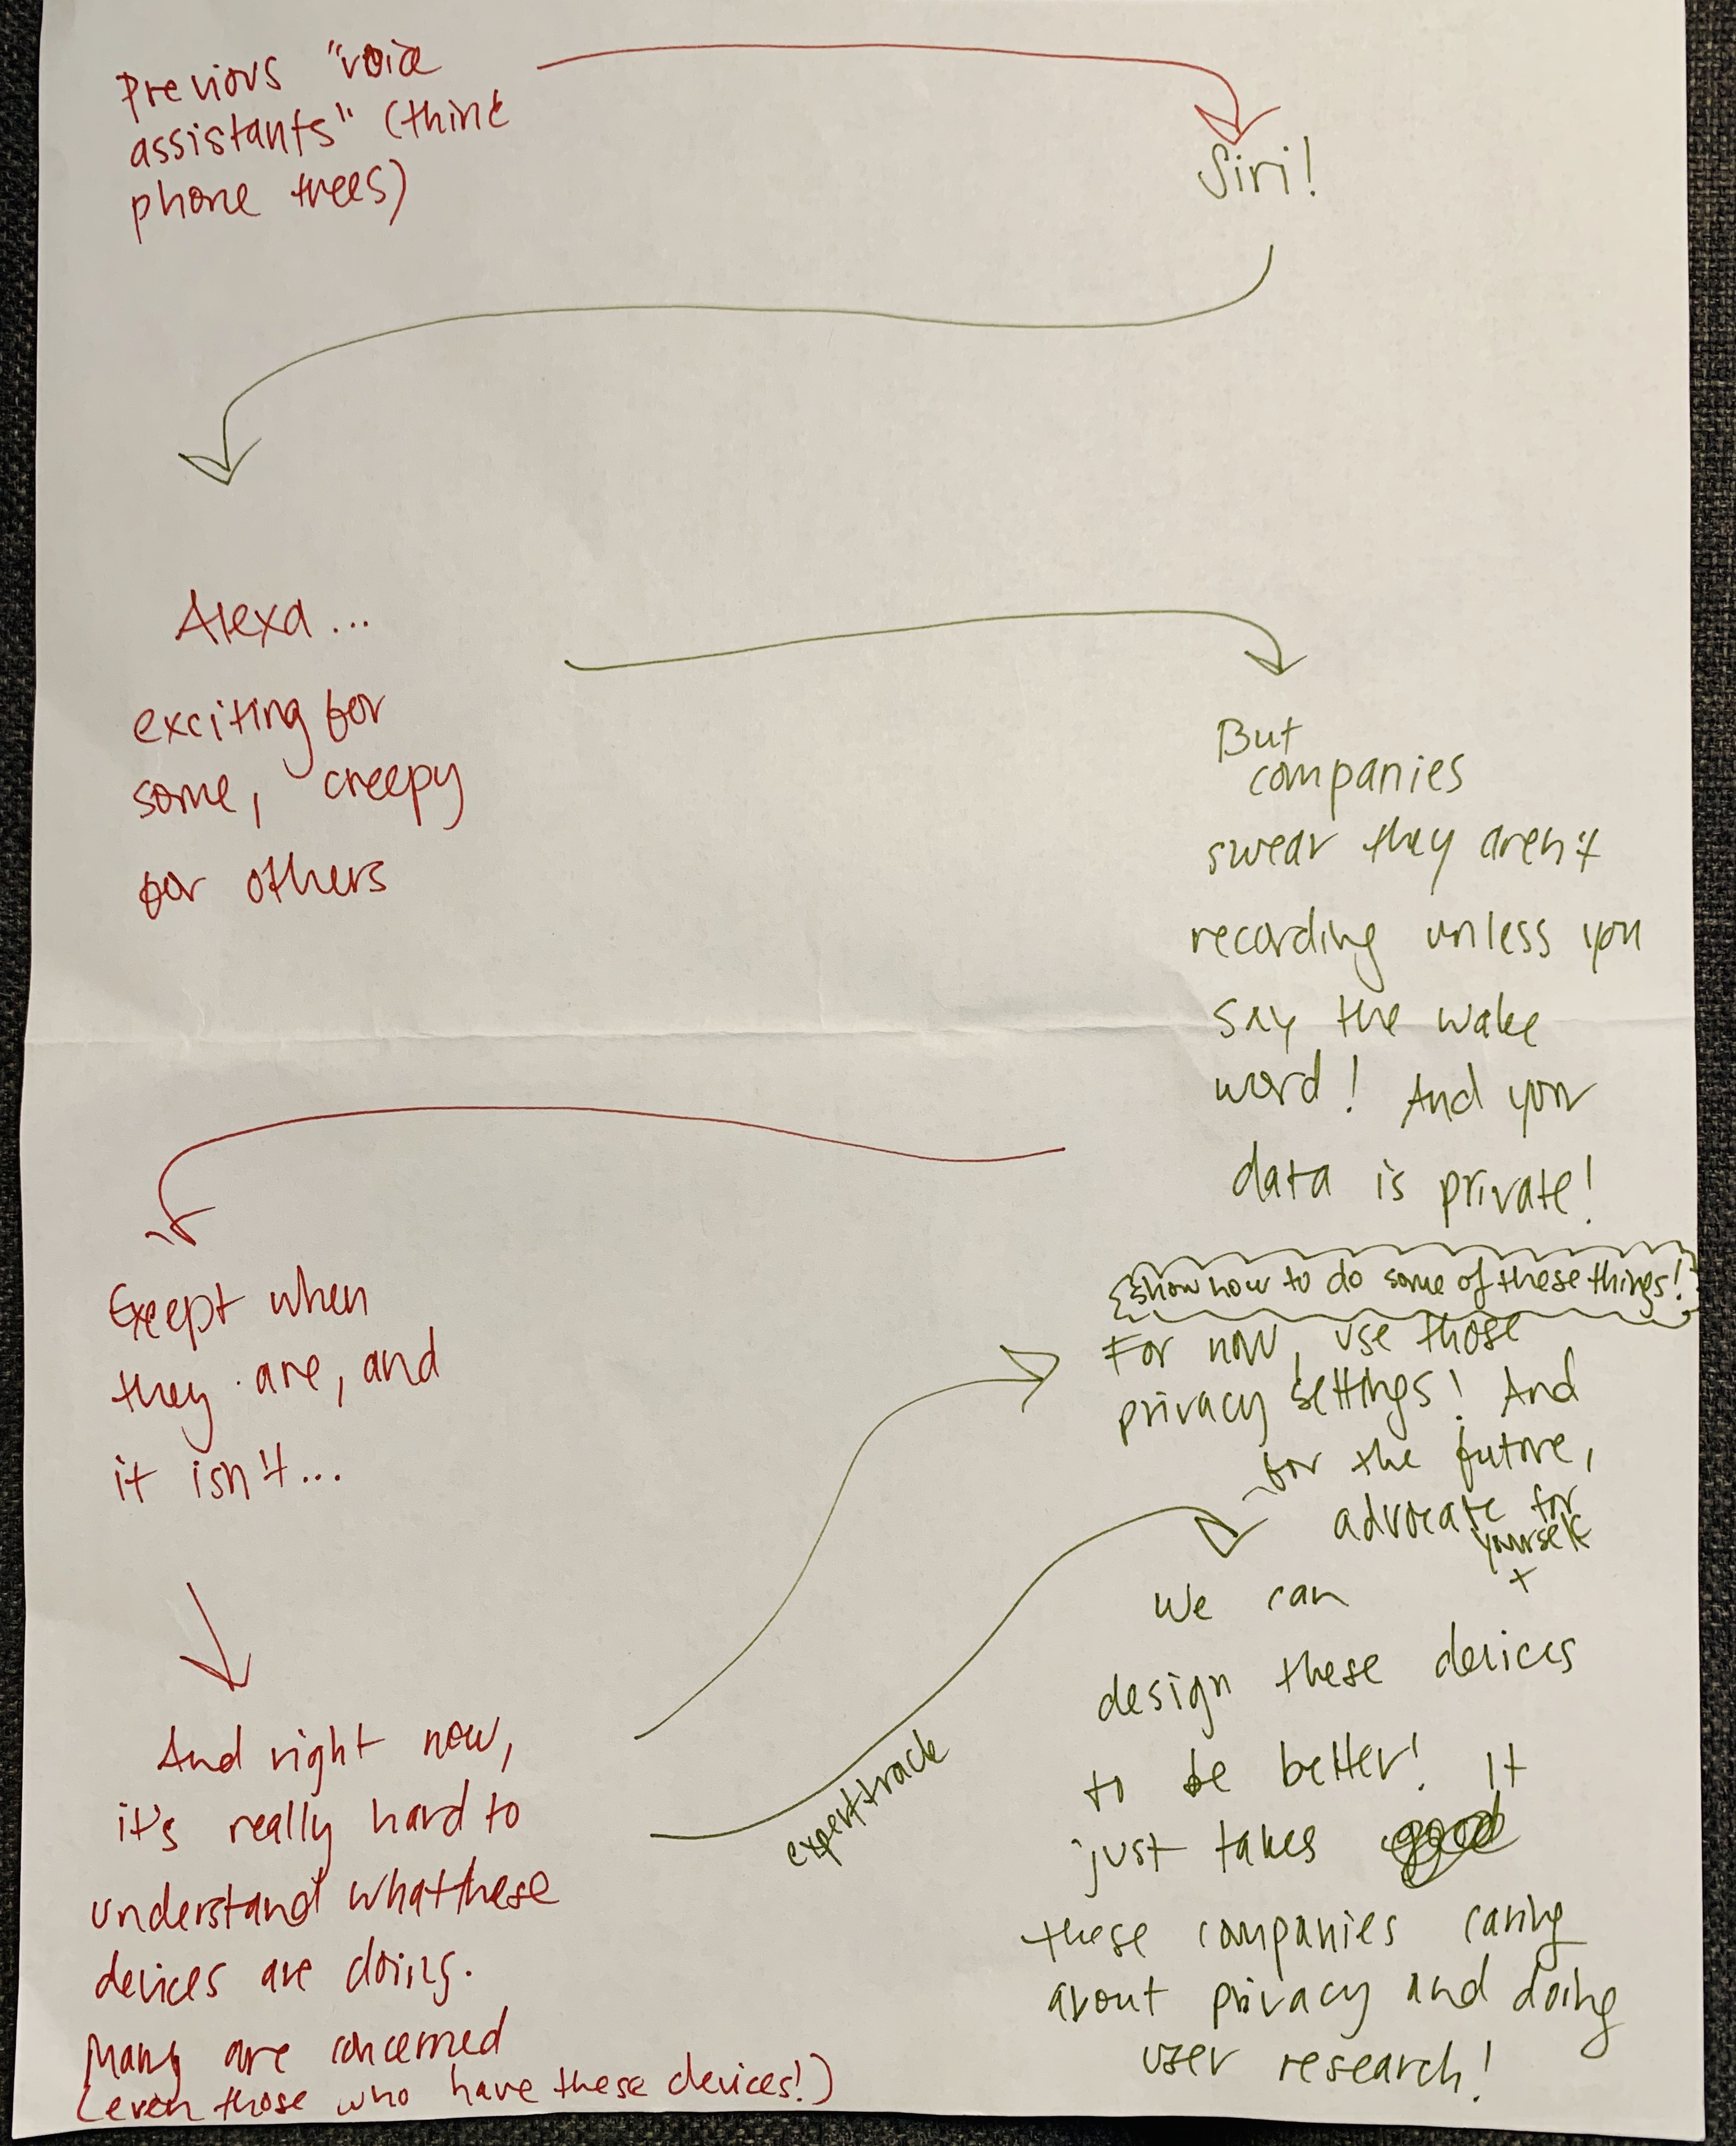 Previous "voice
assistants" (think
phone trees)
Siri!
Alexa...
exciting for
some, creepy
for others
But
companies
swear they aren't
recording unless you
say the wake
word! And your
data is private!
Except when
they are, and
it isn't...
And right now,
it's really hard to
understand what these
devices are doing.
Many are concerned
(even those who have these devices!)
expert track
show how to do some of these things!
For now, use those
privacy settings! And
for the future,
advocate for
yourself
+
We can
design these devices
to be better! It
just takes
these companies caring
about privacy and doing
user research!